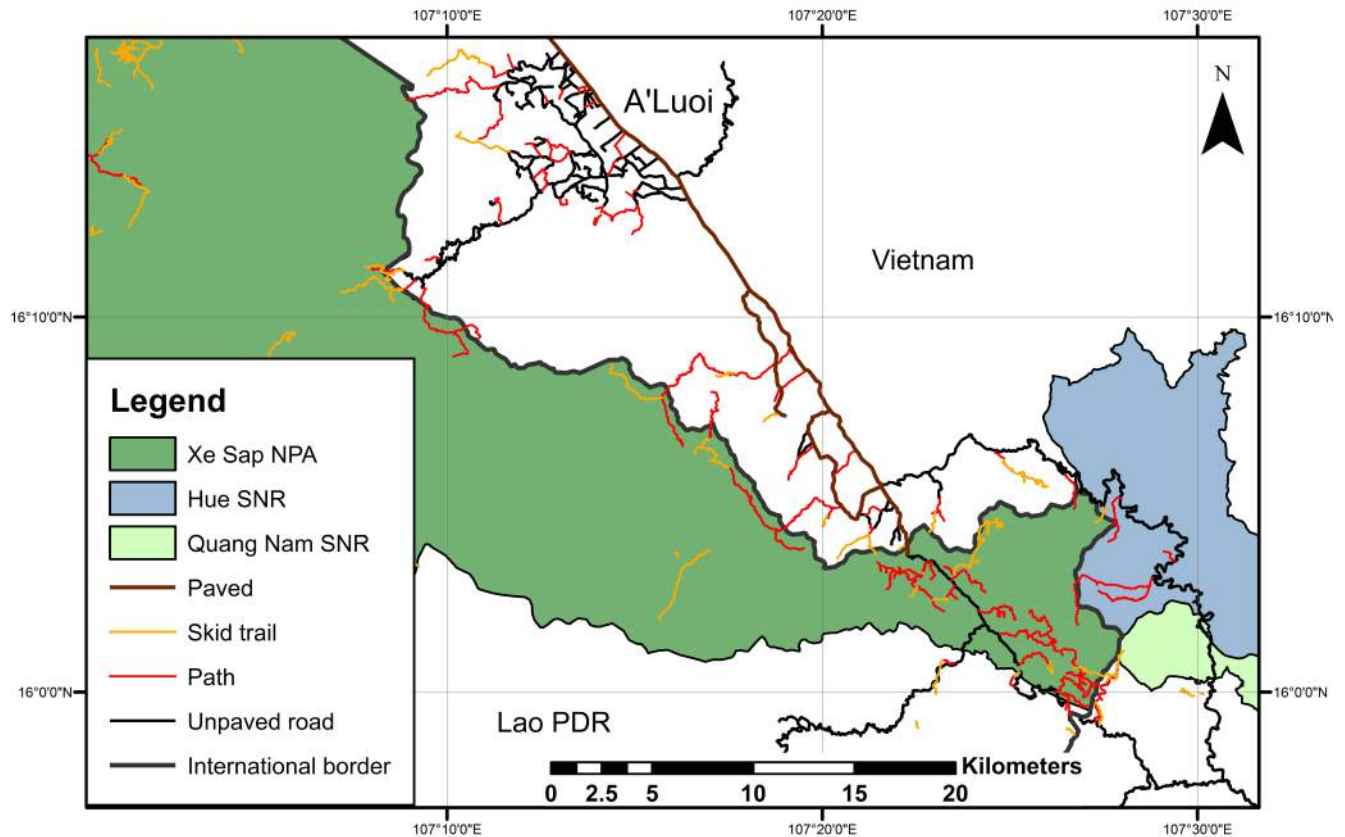 107°10'0"E
107°20'0"E
107°30'0"E
N
A'Luoi
Vietnam
16°10'0"N
16°10'0"N
Legend
Xe Sap NPA
Hue SNR
Quang Nam SNR
Paved
Skid trail
Path
Unpaved road
International border
16°0'0"N
16°0'0"N
Lao PDR
Kilometers
0 2.5 5 10 15 20
107°10'0"E
107°20'0"E
107°30'0"E